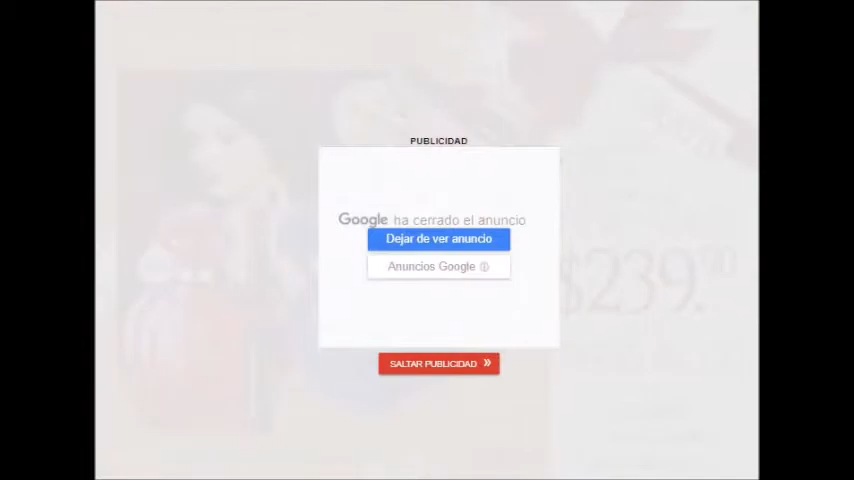 PUBLICIDAD
Google ha cerrado el anuncio
Dejar de ver anuncio
Anuncios Google
SALTAR PUBLICIDAD »
$239.